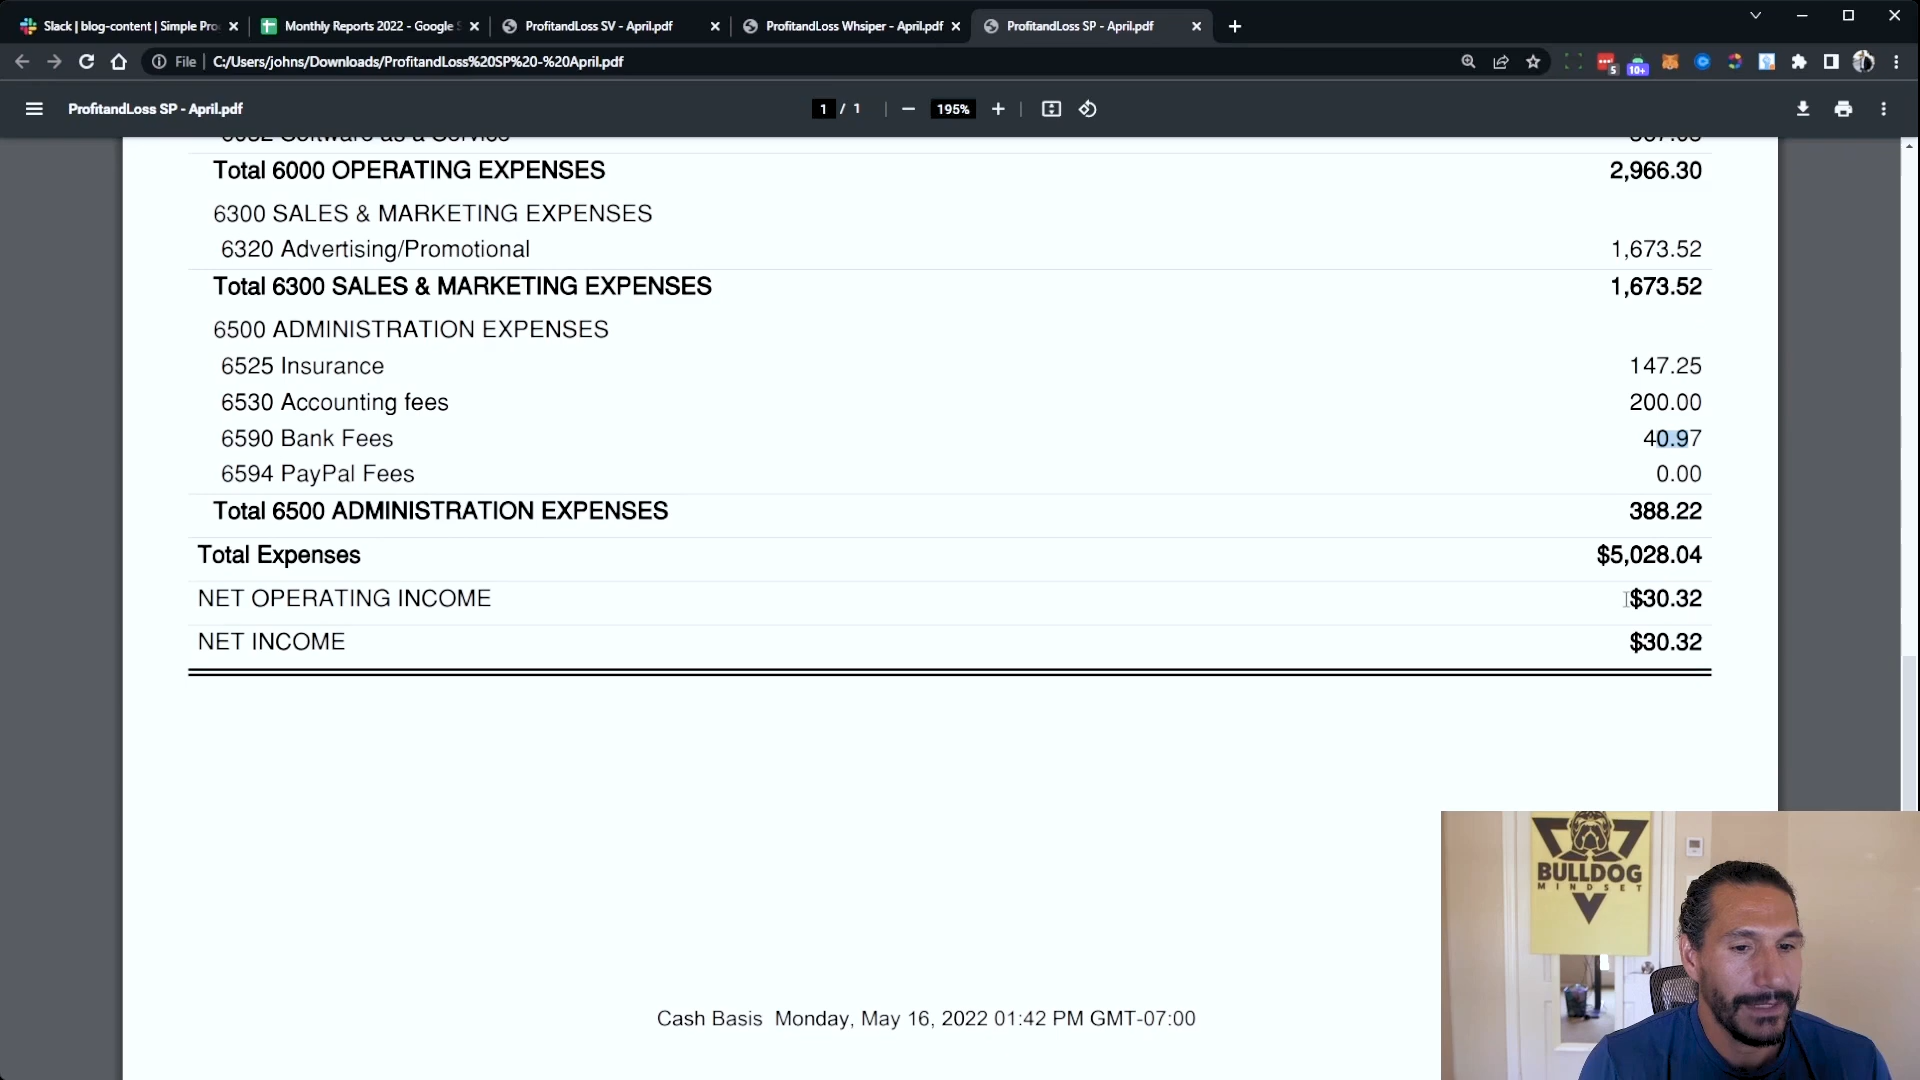 Slack | blog-content | Simple Pro
Monthly Reports 2022 - Google S
ProfitandLoss SV - April.pdf
ProfitandLoss Whsiper - April.pdf
ProfitandLoss SP - April.pdf
File
C:/Users/johns/Downloads/ProfitandLoss%20SP%20-%20April.pdf
5
10+
ProfitandLoss SP - April.pdf
1 / 1
195%
Total 6000 OPERATING EXPENSES 2,966.30
6300 SALES & MARKETING EXPENSES
6320 Advertising/Promotional 1,673.52
Total 6300 SALES & MARKETING EXPENSES 1,673.52
6500 ADMINISTRATION EXPENSES
6525 Insurance 147.25
6530 Accounting fees 200.00
6590 Bank Fees 40.97
6594 PayPal Fees 0.00
Total 6500 ADMINISTRATION EXPENSES 388.22
Total Expenses $5,028.04
NET OPERATING INCOME $30.32
NET INCOME $30.32
Cash Basis Monday, May 16, 2022 01:42 PM GMT-07:00
BULLDOG
MINDSET